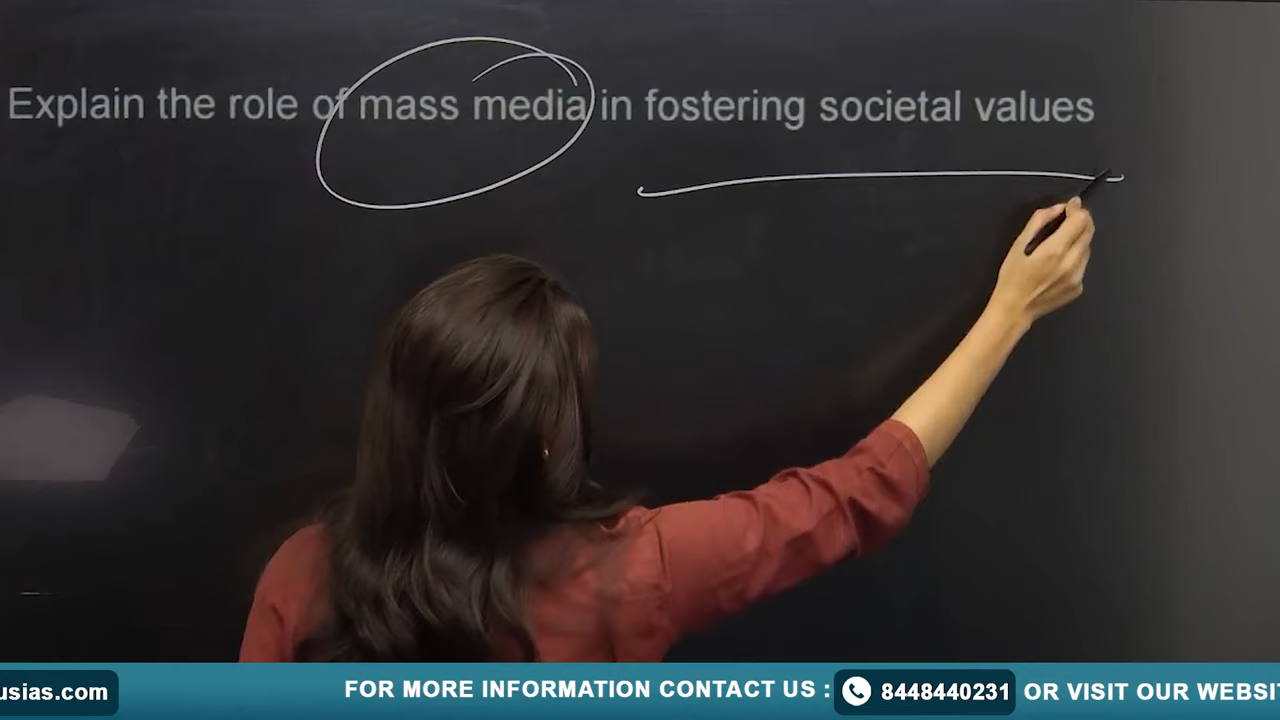 Explain the role of mass media in fostering societal values
usias.com FOR MORE INFORMATION CONTACT US : 8448440231 OR VISIT OUR WEBSI